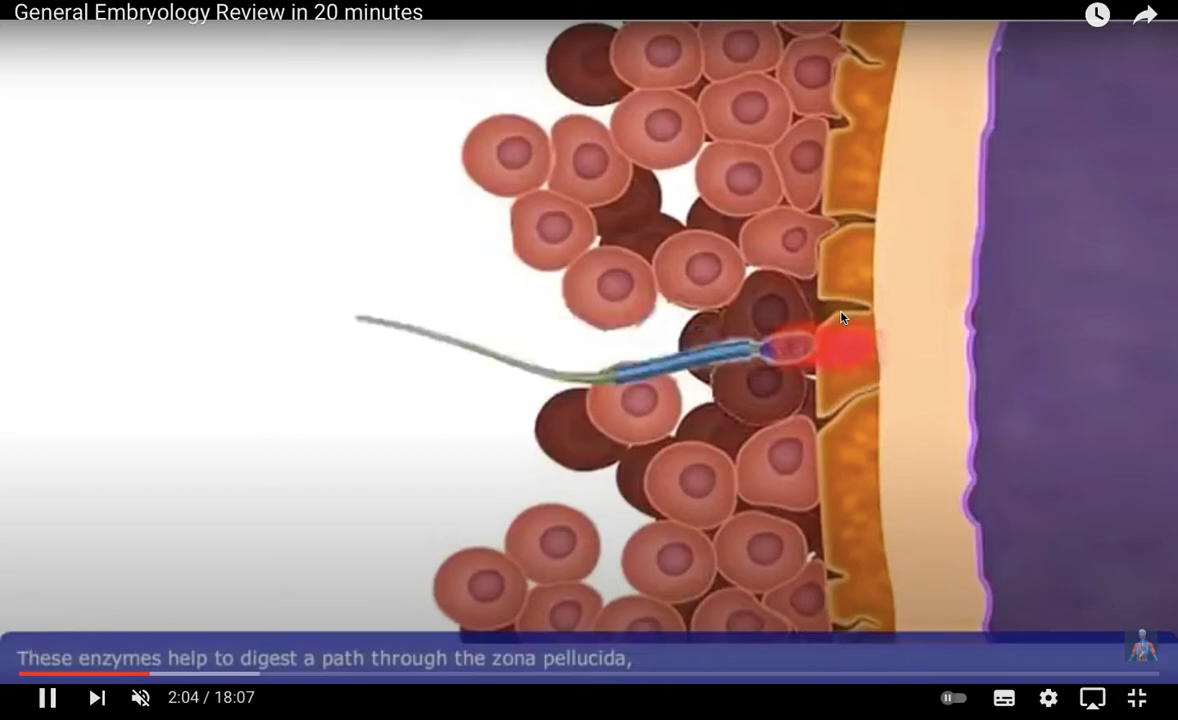 General Embryology Review in 20 minutes
These enzymes help to digest a path through the zona pellucida,
2:04 / 18:07